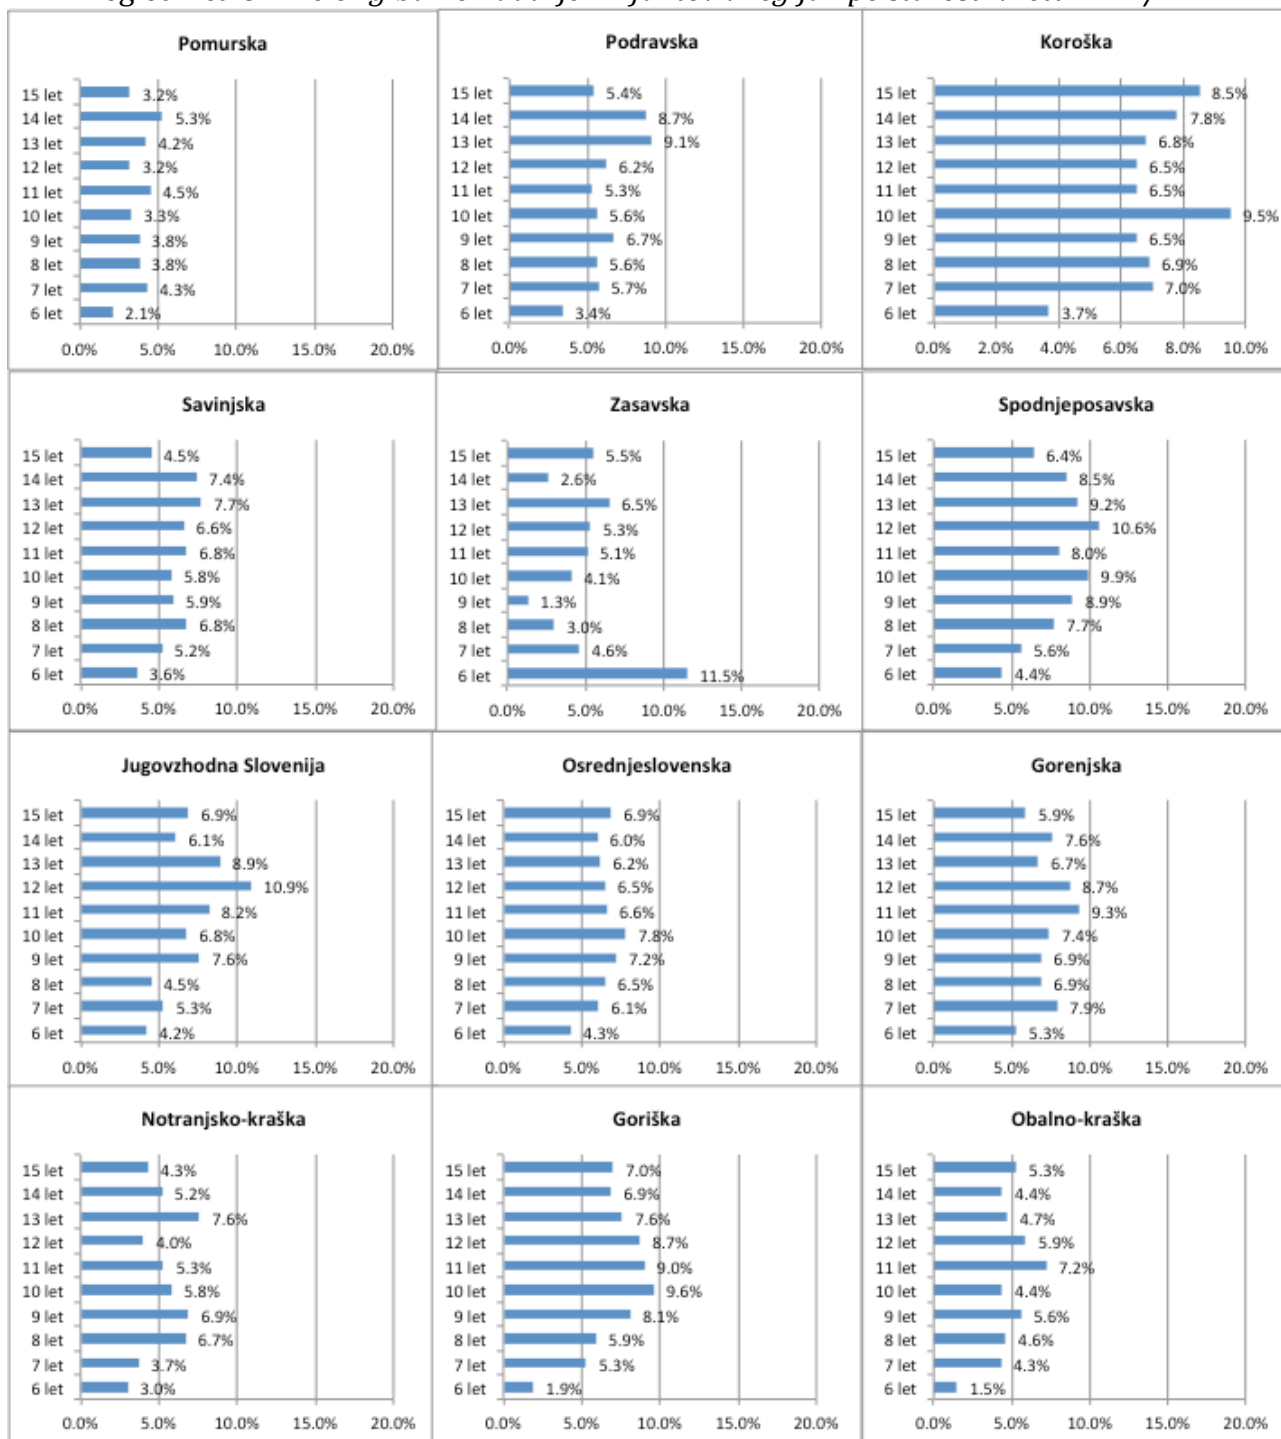 Pomurska
15 let 3.2%
14 let 5.3%
13 let 4.2%
12 let 3.2%
11 let 4.5%
10 let 3.3%
9 let 3.8%
8 let 3.8%
7 let 4.3%
6 let 2.1%
0.0% 5.0% 10.0% 15.0% 20.0%
Podravska
15 let 5.4%
14 let 8.7%
13 let 9.1%
12 let 6.2%
11 let 5.3%
10 let 5.6%
9 let 6.7%
8 let 5.6%
7 let 5.7%
6 let 3.4%
0.0% 5.0% 10.0% 15.0% 20.0%
Koroška
15 let 8.5%
14 let 7.8%
13 let 6.8%
12 let 6.5%
11 let 6.5%
10 let 9.5%
9 let 6.5%
8 let 6.9%
7 let 7.0%
6 let 3.7%
0.0% 2.0% 4.0% 6.0% 8.0% 10.0%
Savinjska
15 let 4.5%
14 let 7.4%
13 let 7.7%
12 let 6.6%
11 let 6.8%
10 let 5.8%
9 let 5.9%
8 let 6.8%
7 let 5.2%
6 let 3.6%
0.0% 5.0% 10.0% 15.0% 20.0%
Zasavska
15 let 5.5%
14 let 2.6%
13 let 6.5%
12 let 5.3%
11 let 5.1%
10 let 4.1%
9 let 1.3%
8 let 3.0%
7 let 4.6%
6 let 11.5%
0.0% 5.0% 10.0% 15.0% 20.0%
Spodnjeposavska
15 let 6.4%
14 let 8.5%
13 let 9.2%
12 let 10.6%
11 let 8.0%
10 let 9.9%
9 let 8.9%
8 let 7.7%
7 let 5.6%
6 let 4.4%
0.0% 5.0% 10.0% 15.0% 20.0%
Jugovzhodna Slovenija
15 let 6.9%
14 let 6.1%
13 let 8.9%
12 let 10.9%
11 let 8.2%
10 let 6.8%
9 let 7.6%
8 let 4.5%
7 let 5.3%
6 let 4.2%
0.0% 5.0% 10.0% 15.0% 20.0%
Osrednjeslovenska
15 let 6.9%
14 let 6.0%
13 let 6.2%
12 let 6.5%
11 let 6.6%
10 let 7.8%
9 let 7.2%
8 let 6.5%
7 let 6.1%
6 let 4.3%
0.0% 5.0% 10.0% 15.0% 20.0%
Gorenjska
15 let 5.9%
14 let 7.6%
13 let 6.7%
12 let 8.7%
11 let 9.3%
10 let 7.4%
9 let 6.9%
8 let 6.9%
7 let 7.9%
6 let 5.3%
0.0% 5.0% 10.0% 15.0% 20.0%
Notranjsko-kraška
15 let 4.3%
14 let 5.2%
13 let 7.6%
12 let 4.0%
11 let 5.3%
10 let 5.8%
9 let 6.9%
8 let 6.7%
7 let 3.7%
6 let 3.0%
0.0% 5.0% 10.0% 15.0% 20.0%
Goriška
15 let 7.0%
14 let 6.9%
13 let 7.6%
12 let 8.7%
11 let 9.0%
10 let 9.6%
9 let 8.1%
8 let 5.9%
7 let 5.3%
6 let 1.9%
0.0% 5.0% 10.0% 15.0% 20.0%
Obalno-kraška
15 let 5.3%
14 let 4.4%
13 let 4.7%
12 let 5.9%
11 let 7.2%
10 let 4.4%
9 let 5.6%
8 let 4.6%
7 let 4.3%
6 let 1.5%
0.0% 5.0% 10.0% 15.0% 20.0%